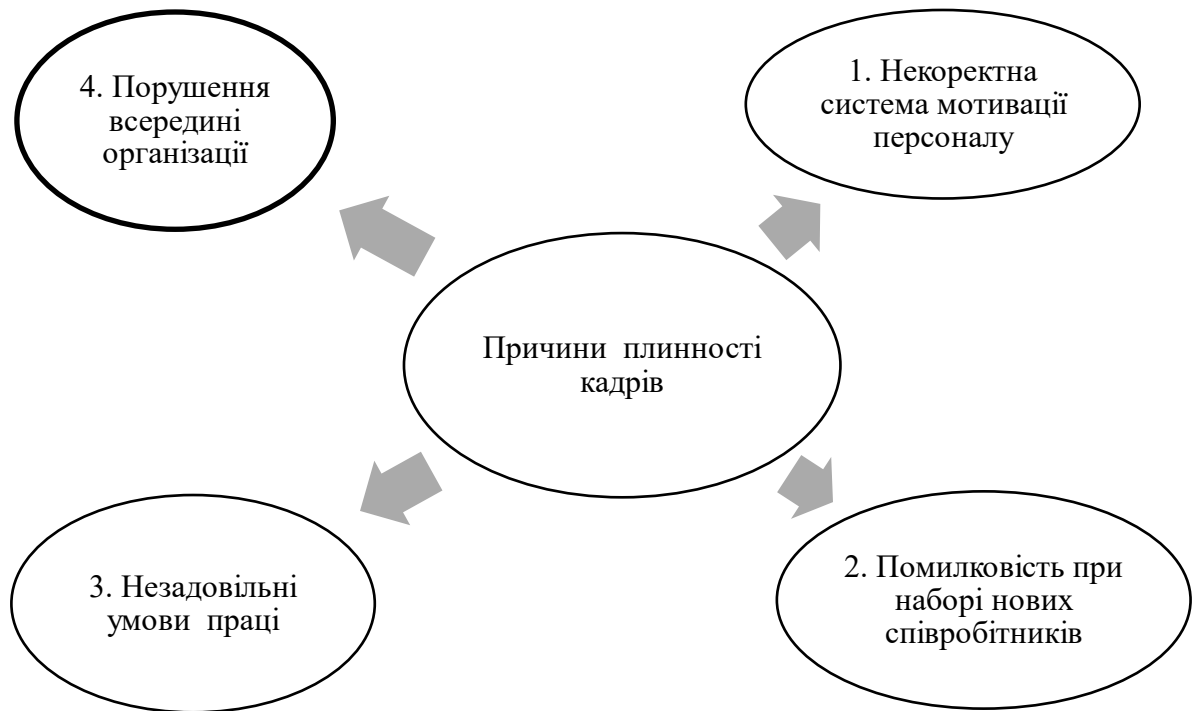 4. Порушення
всередині
організації
1. Некоректна
система мотивації
персоналу
Причини плинності
кадрів
3. Незадовільні
умови праці
2. Помилковість при
наборі нових
співробітників